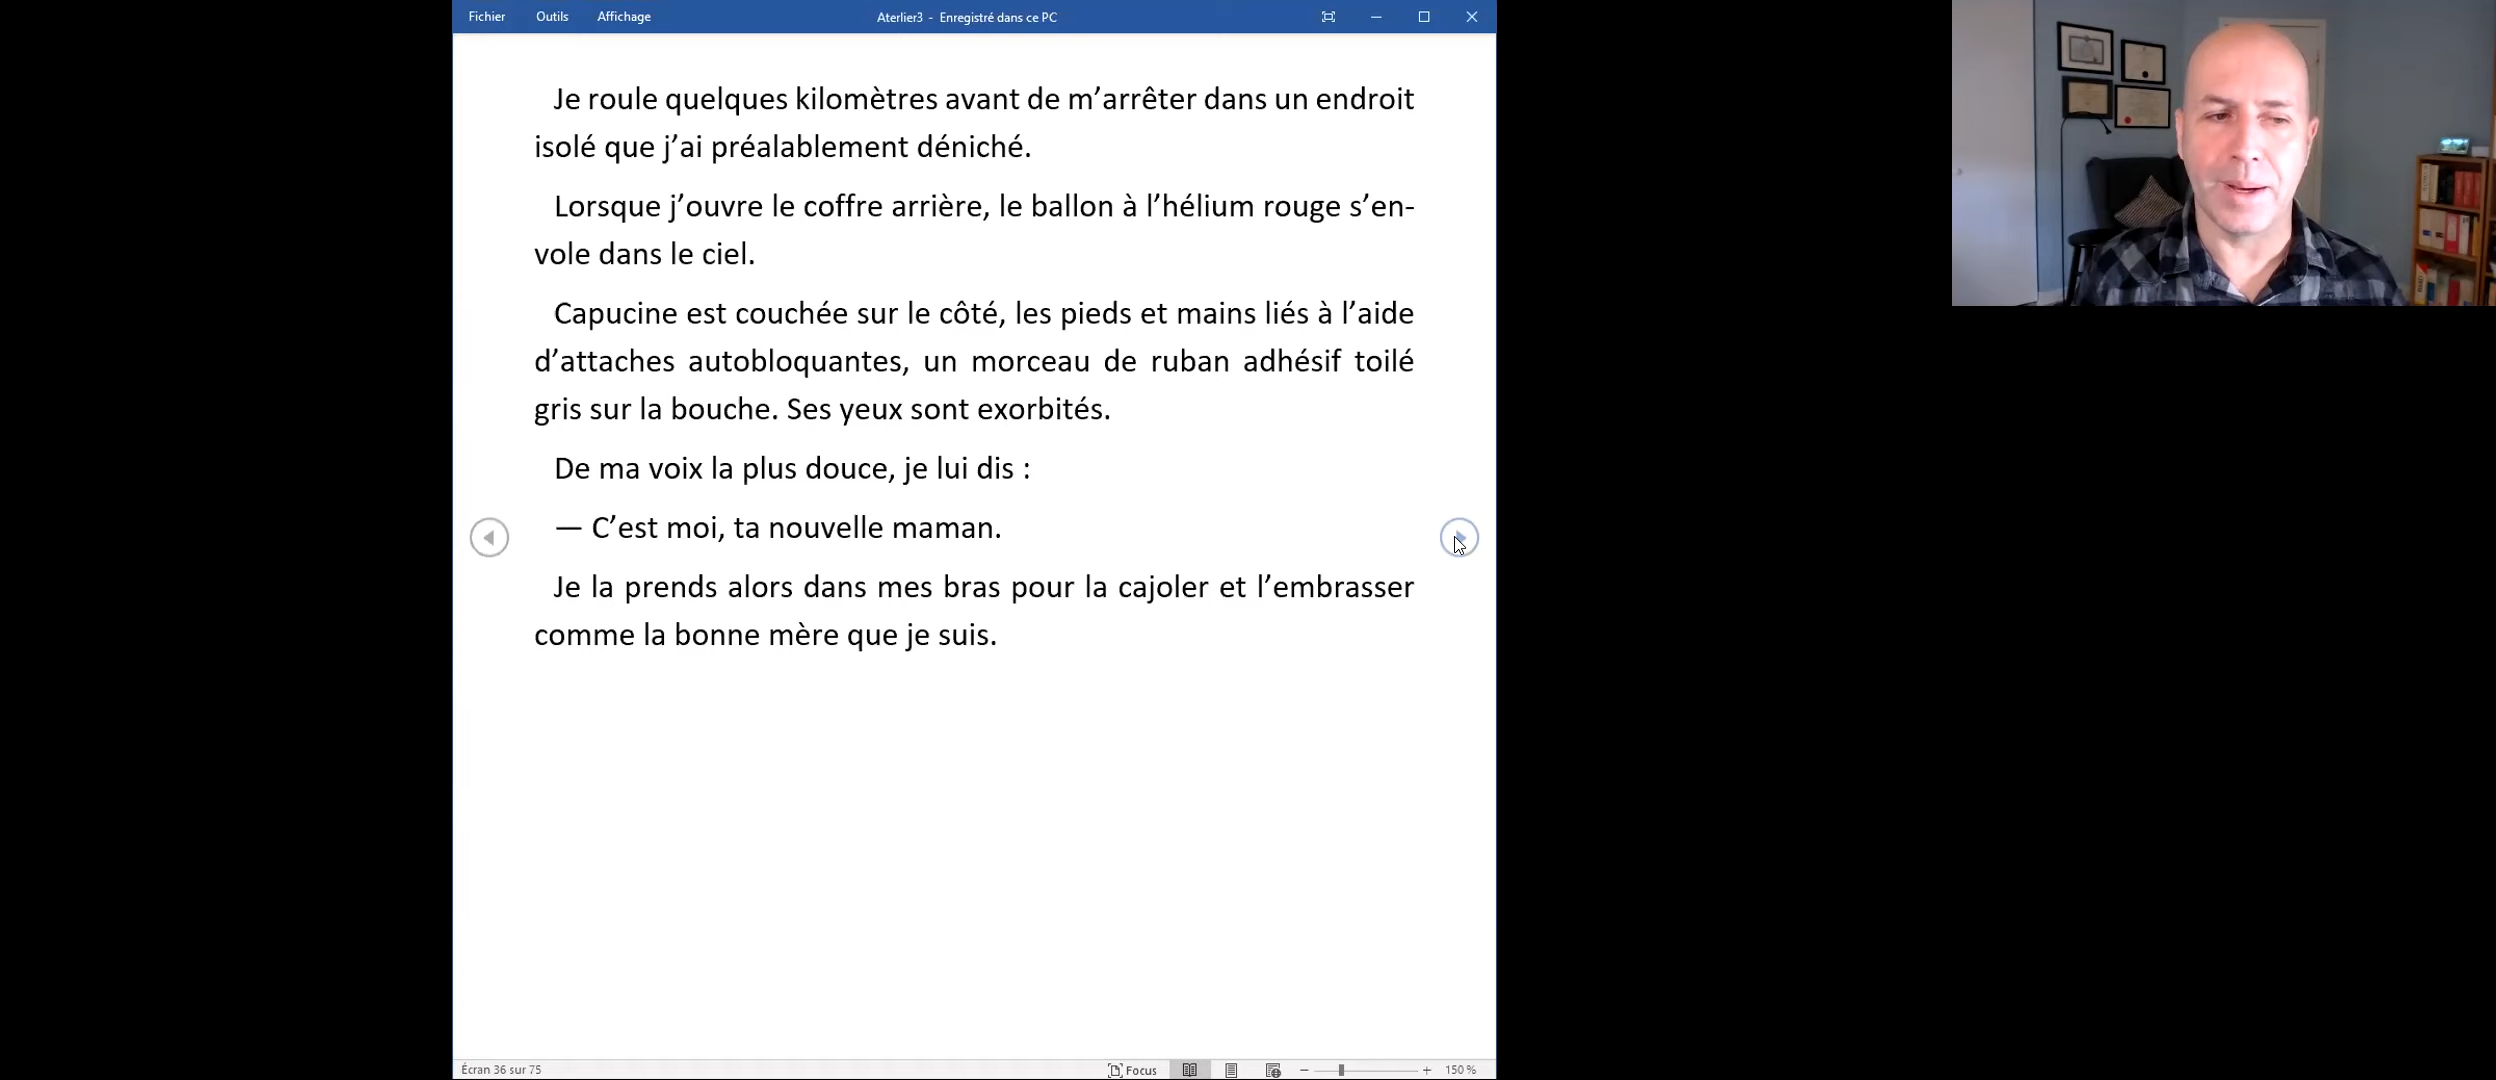 Fichier Outils Affichage Aterlier3 - Enregistré dans ce PC
Je roule quelques kilomètres avant de m’arrêter dans un endroit
isolé que j’ai préalablement déniché.
Lorsque j’ouvre le coffre arrière, le ballon à l’hélium rouge s’en-
vole dans le ciel.
Capucine est couchée sur le côté, les pieds et mains liés à l’aide
d’attaches autobloquantes, un morceau de ruban adhésif toilé
gris sur la bouche. Ses yeux sont exorbités.
De ma voix la plus douce, je lui dis :
— C’est moi, ta nouvelle maman.
Je la prends alors dans mes bras pour la cajoler et l’embrasser
comme la bonne mère que je suis.
Écran 36 sur 75 Focus 150 %